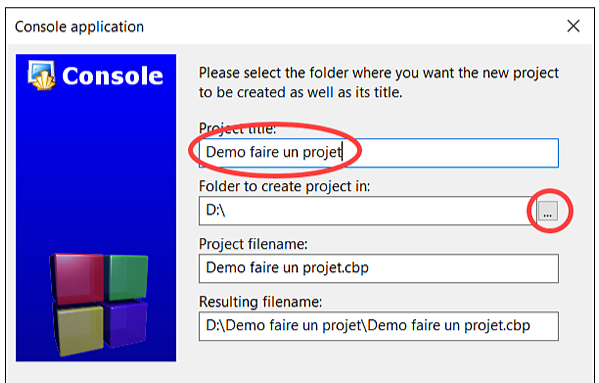 Console application
Console
Please select the folder where you want the new project
to be created as well as its title.
Project title:
Demo faire un projet
Folder to create project in:
D:\
...
Project filename:
Demo faire un projet.cbp
Resulting filename:
D:\Demo faire un projet\Demo faire un projet.cbp